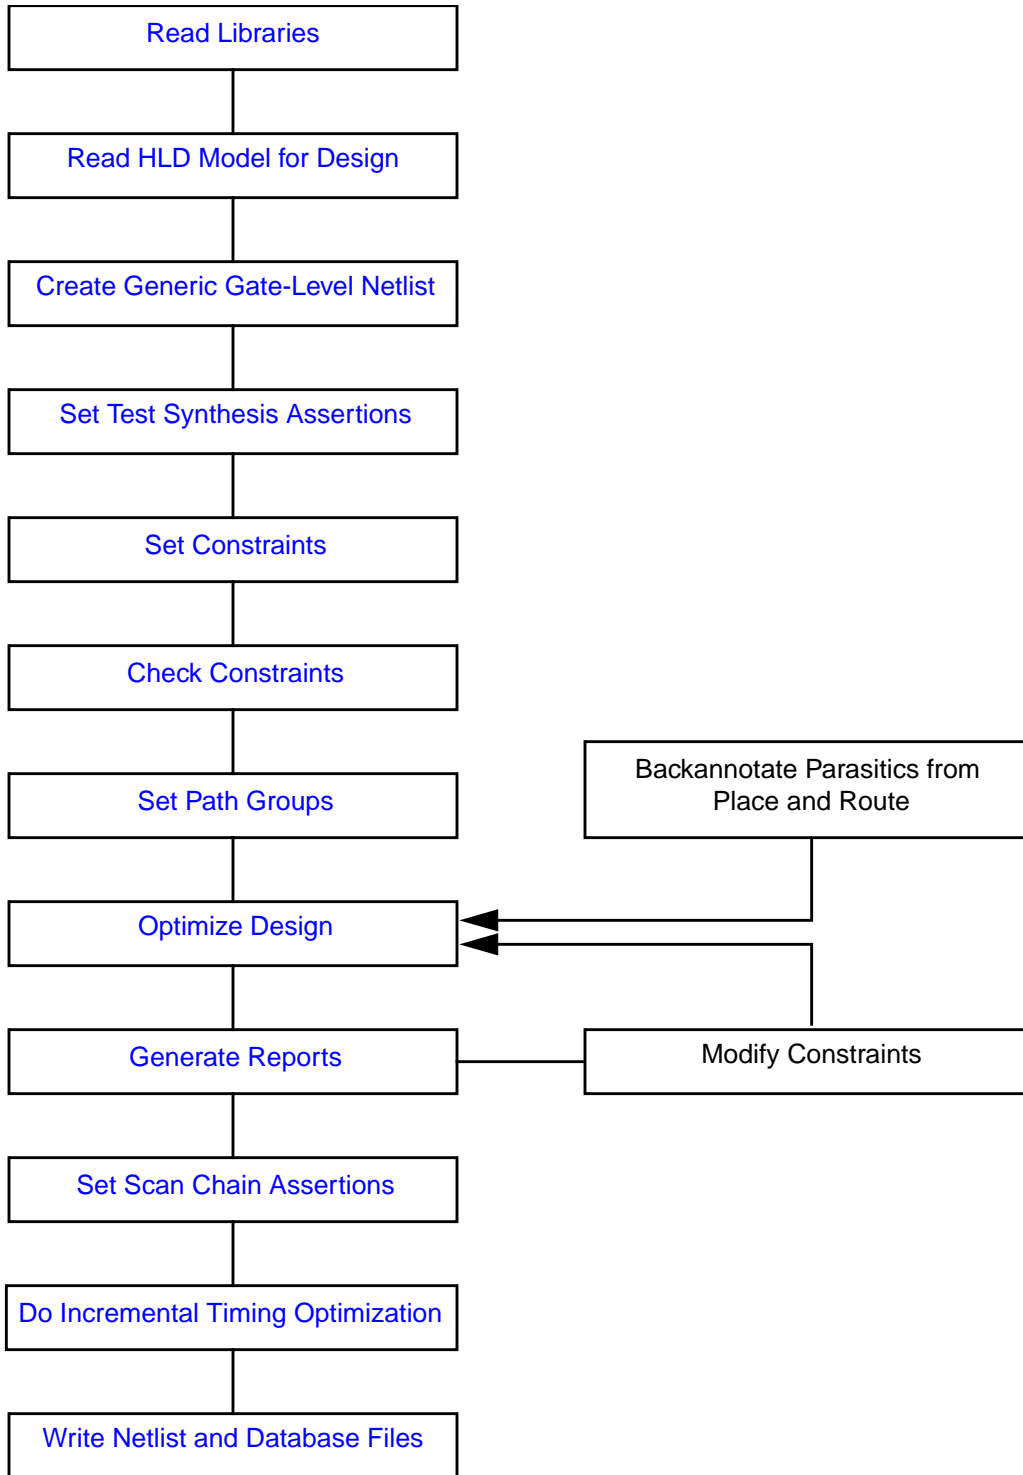 Read Libraries
Read HLD Model for Design
Create Generic Gate-Level Netlist
Set Test Synthesis Assertions
Set Constraints
Check Constraints
Set Path Groups
Backannotate Parasitics from
Place and Route
Optimize Design
Generate Reports
Modify Constraints
Set Scan Chain Assertions
Do Incremental Timing Optimization
Write Netlist and Database Files